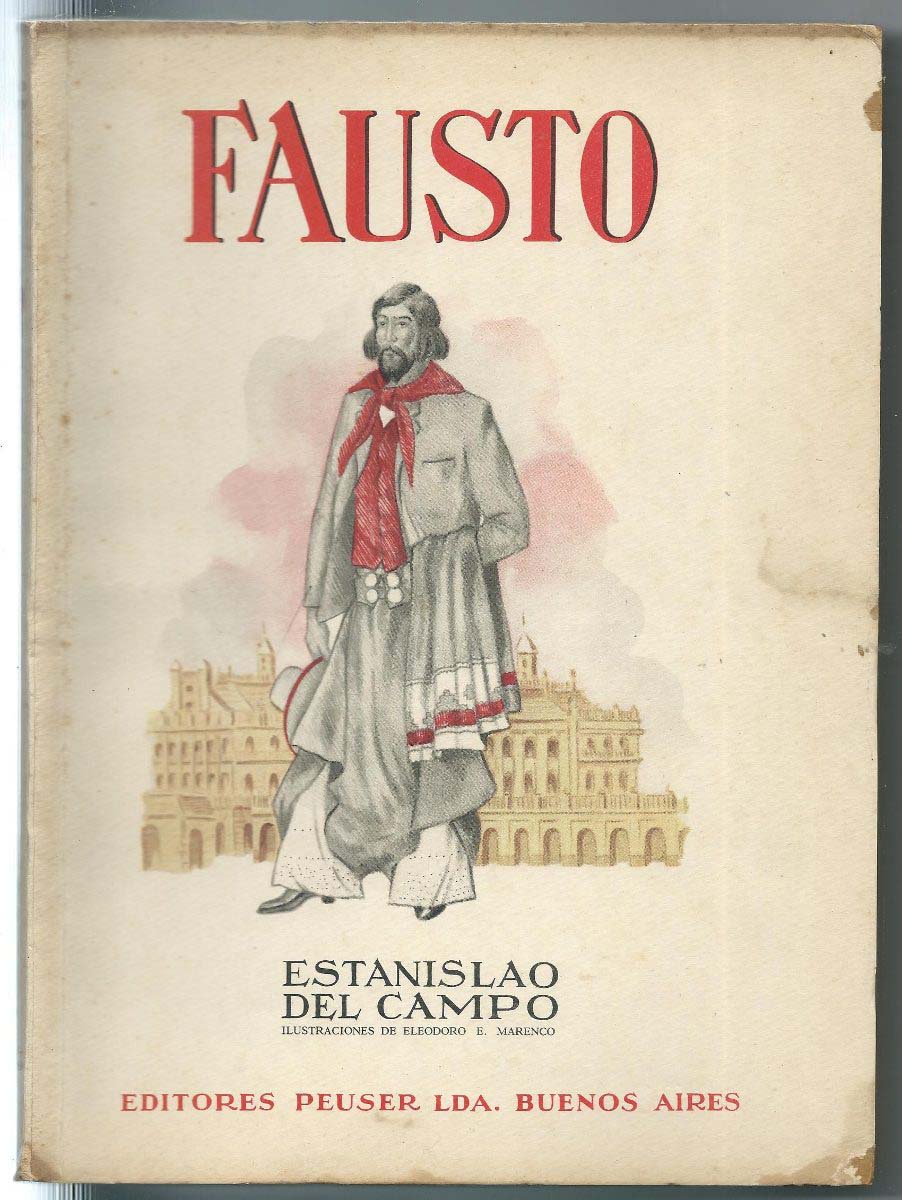 FAUSTO
ESTANISLAO
DEL CAMPO
ILUSTRACIONES DE ELEODORO E. MARENCO
EDITORES PEUSER LDA. BUENOS AIRES